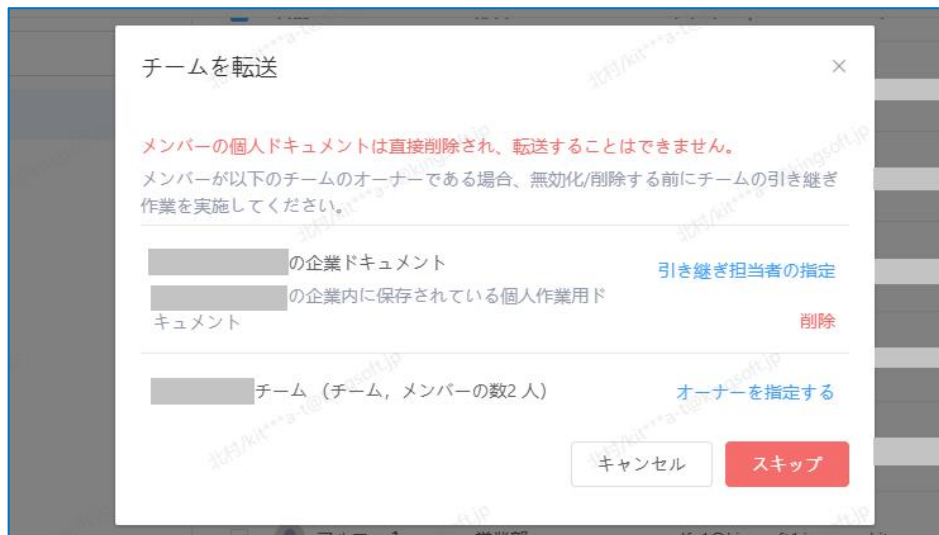 チームを転送
メンバーの個人ドキュメントは直接削除され、転送することはできません。
メンバーが以下のチームのオーナーである場合、無効化/削除する前にチームの引き継ぎ
作業を実施してください。
の企業ドキュメント
引き継ぎ担当者の指定
の企業内に保存されている個人作業用ド
キュメント
削除
チーム （チーム，メンバーの数2 人）
オーナーを指定する
キャンセル
スキップ